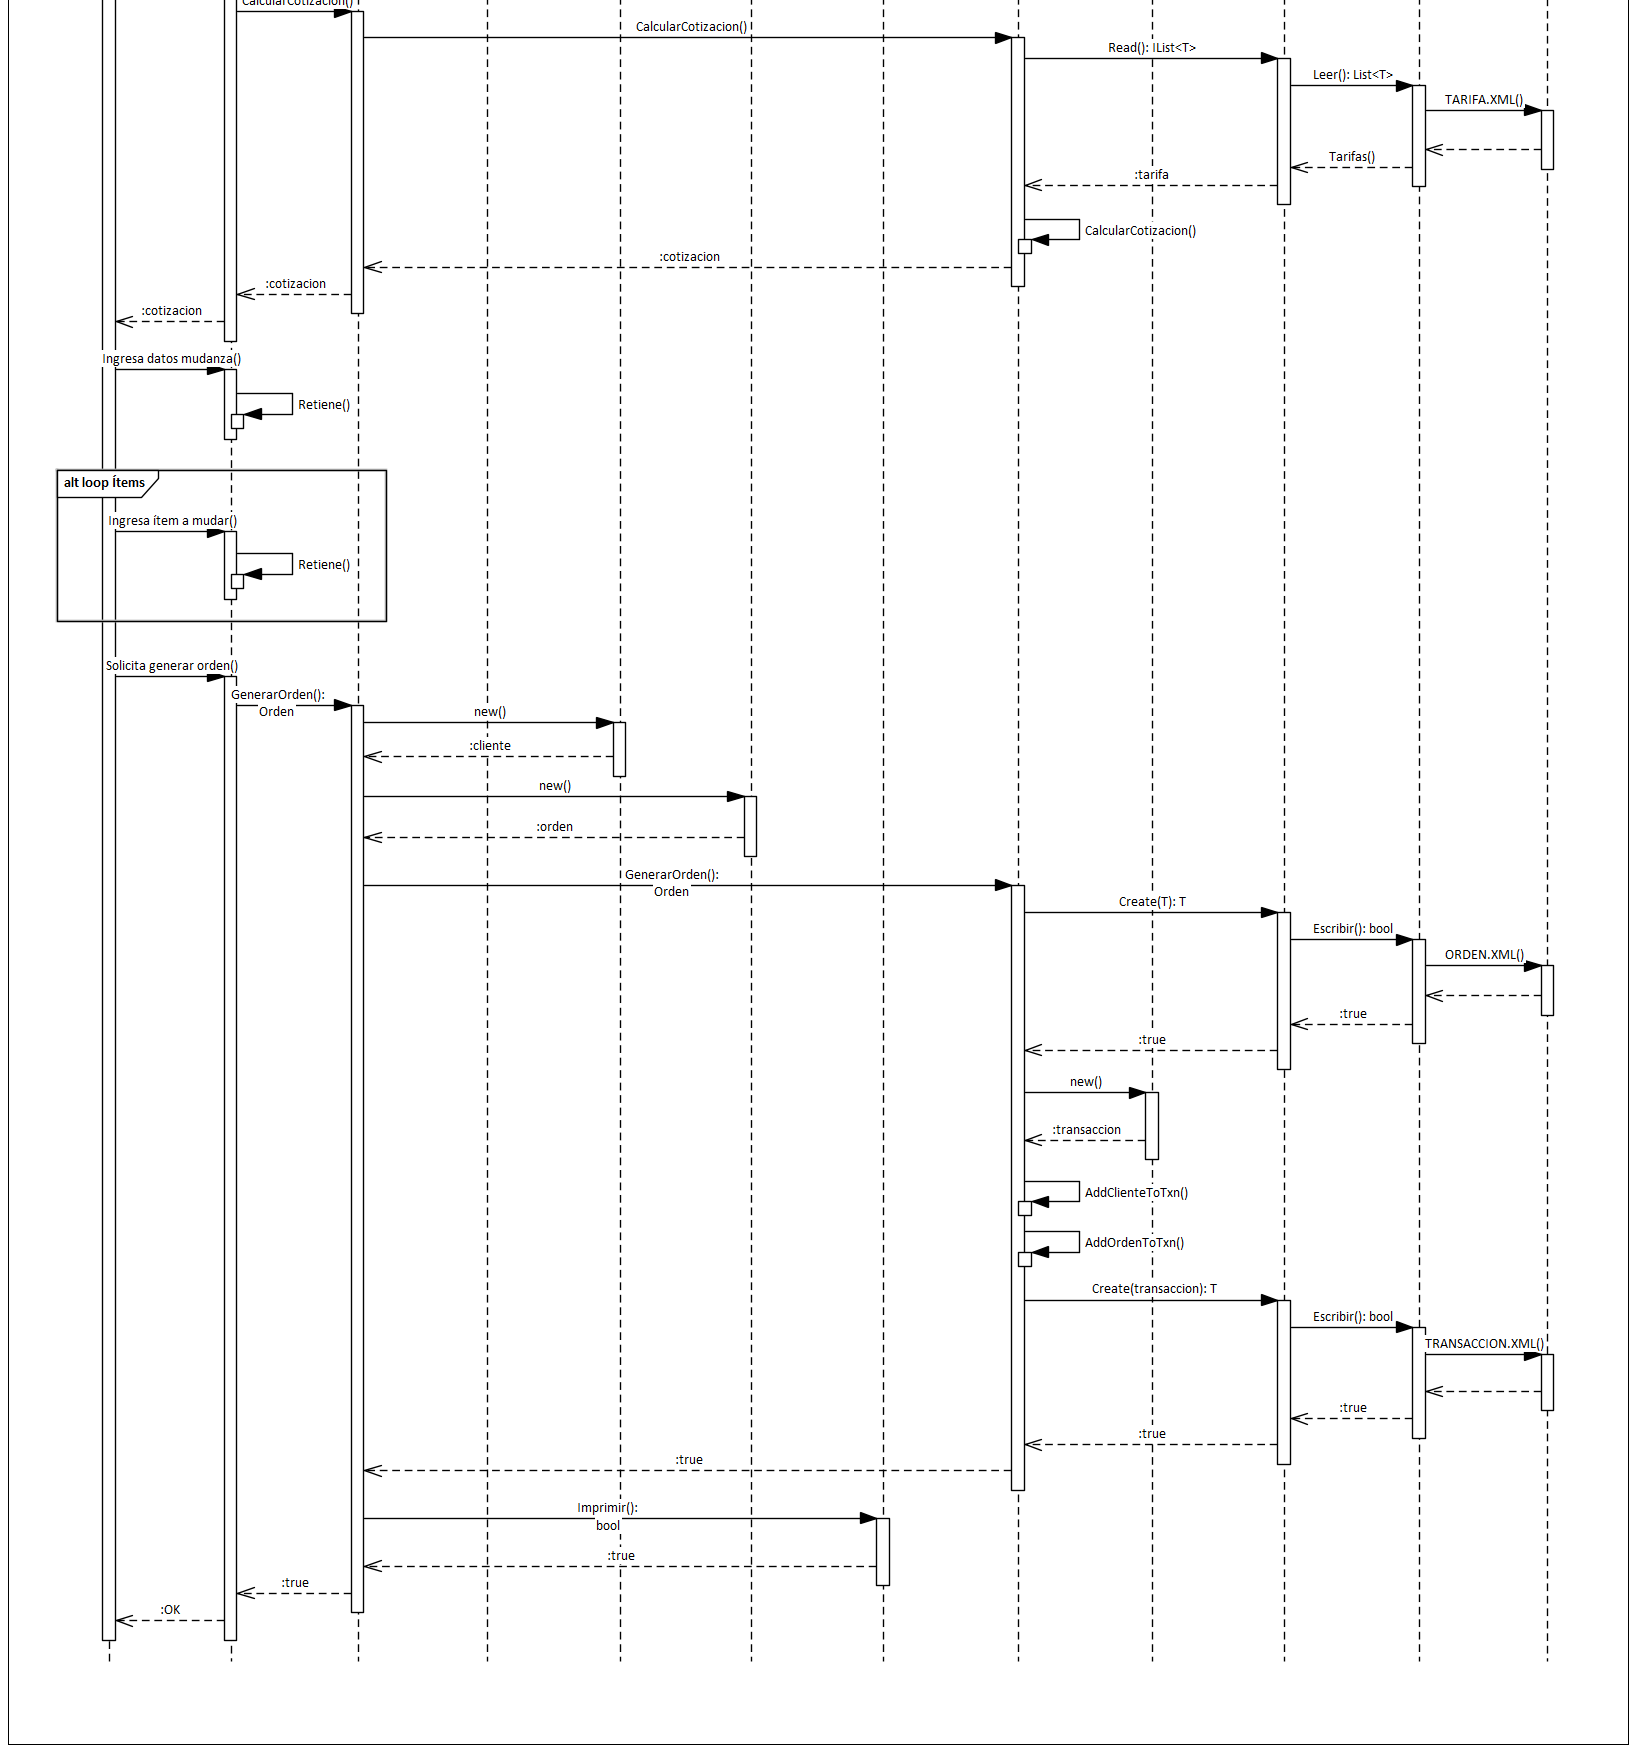 CalcularCotizacion()
CalcularCotizacion()
Read(): IList<T>
Leer(): List<T>
TARIFA.XML()
Tarifas()
:tarifa
CalcularCotizacion()
:cotizacion
:cotizacion
:cotizacion
Ingresa datos mudanza()
Retiene()
alt loop Ítems
Ingresa ítem a mudar()
Retiene()
Solicita generar orden()
GenerarOrden():
Orden
new()
:cliente
new()
:orden
GenerarOrden():
Orden
Create(T): T
Escribir(): bool
ORDEN.XML()
:true
:true
new()
:transaccion
AddClienteToTxn()
AddOrdenToTxn()
Create(transaccion): T
Escribir(): bool
TRANSACCION.XML()
:true
:true
:true
Imprimir():
bool
:true
:true
:OK